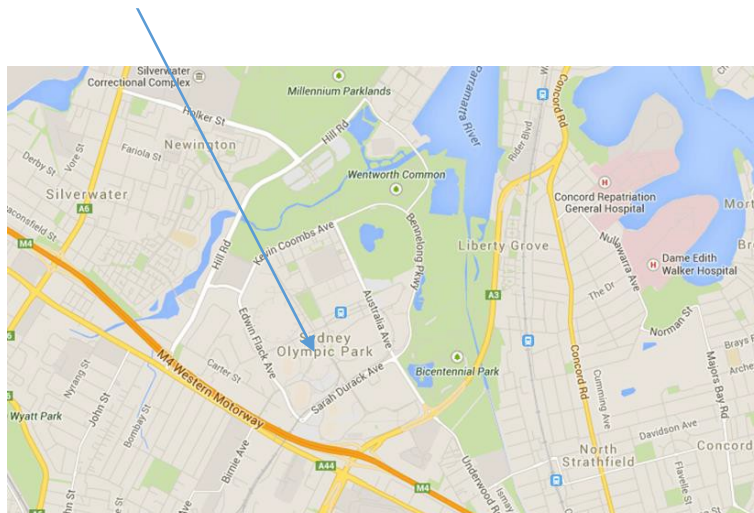 Silverwater
Correctional Complex
Millennium Parklands
Parramarra River
Concord Rd
Holker St
Hill Rd
Rider Blvd
Derby St
Vore St
Fariola St
Newington
Wentworth Common
Concord Repatriation
General Hospital
Silverwater
A6
M4
Kevin Coombs Ave
Bennelong Pkwy
Liberty Grove
Nullawarra Ave
Dame Edith
Walker Hospital
Hill Rd
Australia Ave
A3
The Dr
Norman St
Edwin Flack Ave
Sydney
Olympic Park
Carter St
M4 Western Motorway
Bicentennial Park
Concord Rd
Nyrang St
John St
Sarah Durack Ave
Cumming Ave
Majors Bay Rd
Wyatt Park
Bombay St
Birnie Ave
Davidson Ave
North
Strathfield
Concord
A44
M4
Underwood Rd
Ismay
Flavelle St
A6
H
H